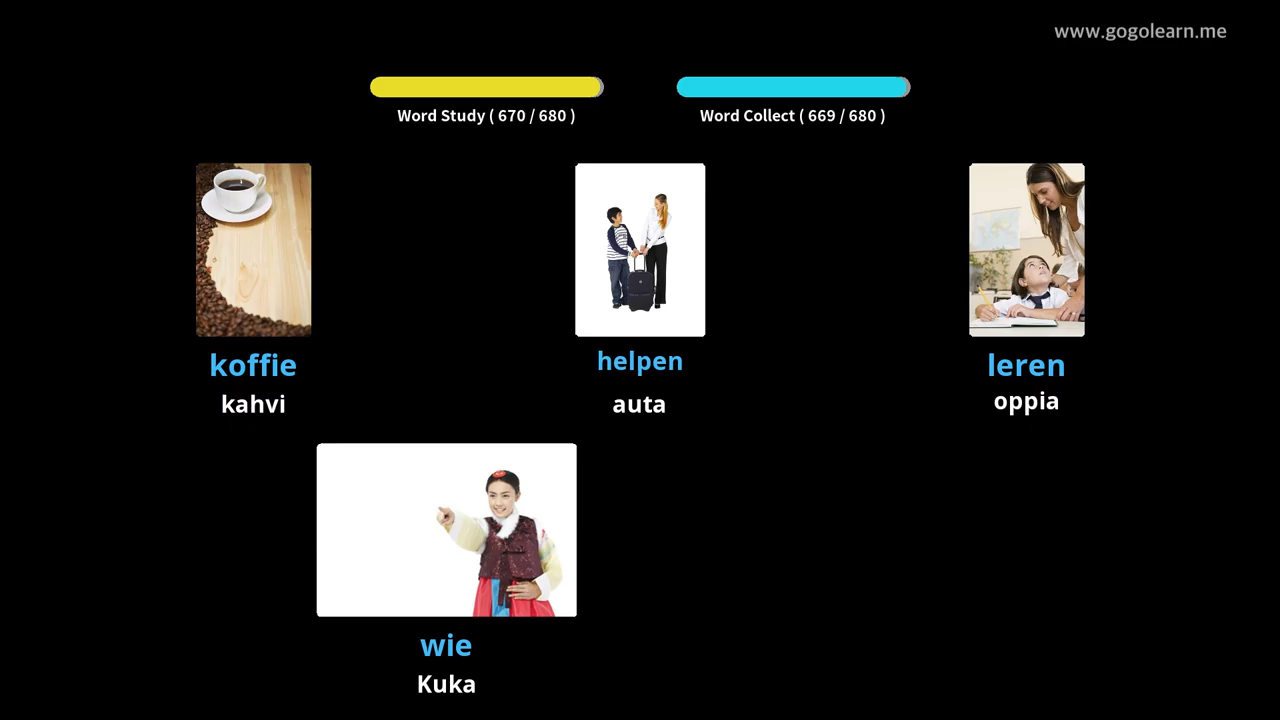 www.gogolearn.me
Word Study ( 670 / 680 )
Word Collect ( 669 / 680 )
koffie
kahvi
helpen
auta
leren
oppia
wie
Kuka